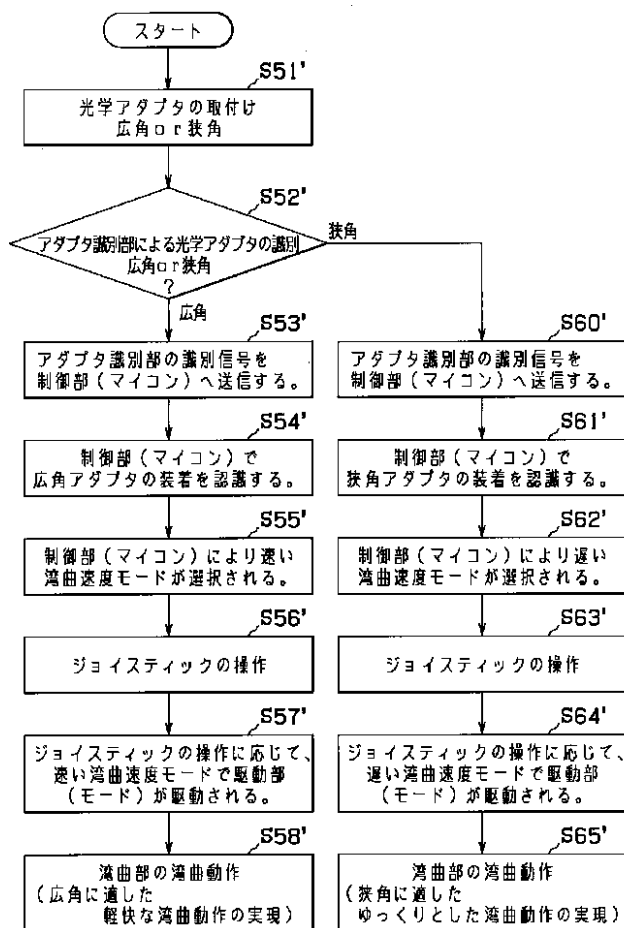 スタート
S51'
光学アダプタの取付け
広角or狭角
S52'
アダプタ識別部による光学アダプタの識別
広角or狭角
?
狭角
広角
S53'
アダプタ識別部の識別信号を
制御部(マイコン)へ送信する。
S54'
制御部(マイコン)で
広角アダプタの装着を認識する。
S55'
制御部(マイコン)により速い
湾曲速度モードが選択される。
S56'
ジョイスティックの操作
S57'
ジョイスティックの操作に応じて、
速い湾曲速度モードで駆動部
(モード)が駆動される。
S58'
湾曲部の湾曲動作
(広角に適した
軽快な湾曲動作の実現)
S60'
アダプタ識別部の識別信号を
制御部(マイコン)へ送信する。
S61'
制御部(マイコン)で
狭角アダプタの装着を認識する。
S62'
制御部(マイコン)により遅い
湾曲速度モードが選択される。
S63'
ジョイスティックの操作
S64'
ジョイスティックの操作に応じて、
遅い湾曲速度モードで駆動部
(モード)が駆動される。
S65'
湾曲部の湾曲動作
(狭角に適した
ゆっくりとした湾曲動作の実現)